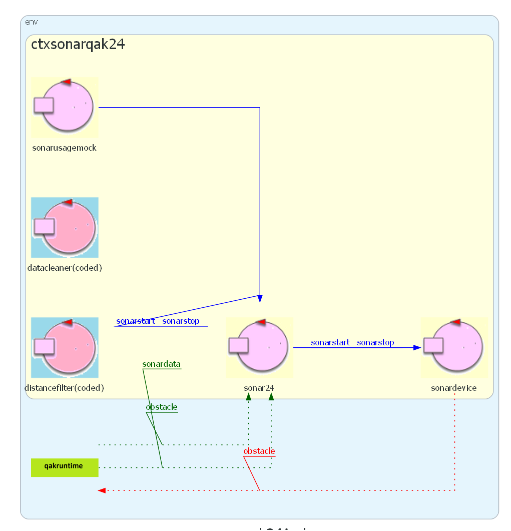 env
ctxsonarqak24
sonarusagemock
datacleaner(coded)
sonarstart sonarstop
sonarstart sonarstop
sonardata
distancefilter(coded)
sonar24
sonardevice
obstacle
obstacle
qakruntime